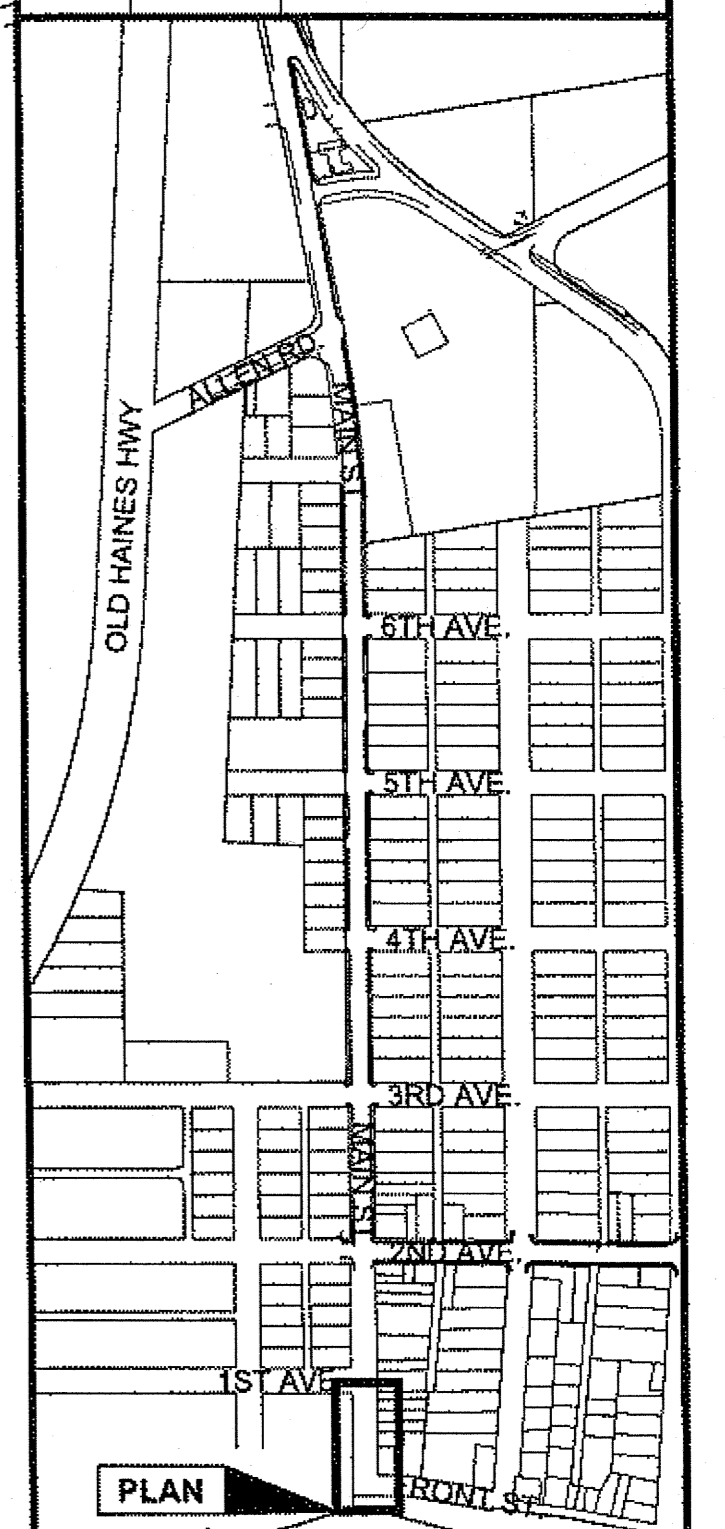 ALLEN RD
MAIN ST
OLD HAINES HWY
6TH AVE.
5TH AVE.
4TH AVE.
3RD AVE.
MAIN ST
2ND AVE.
1ST AVE
PLAN
FRONT ST.